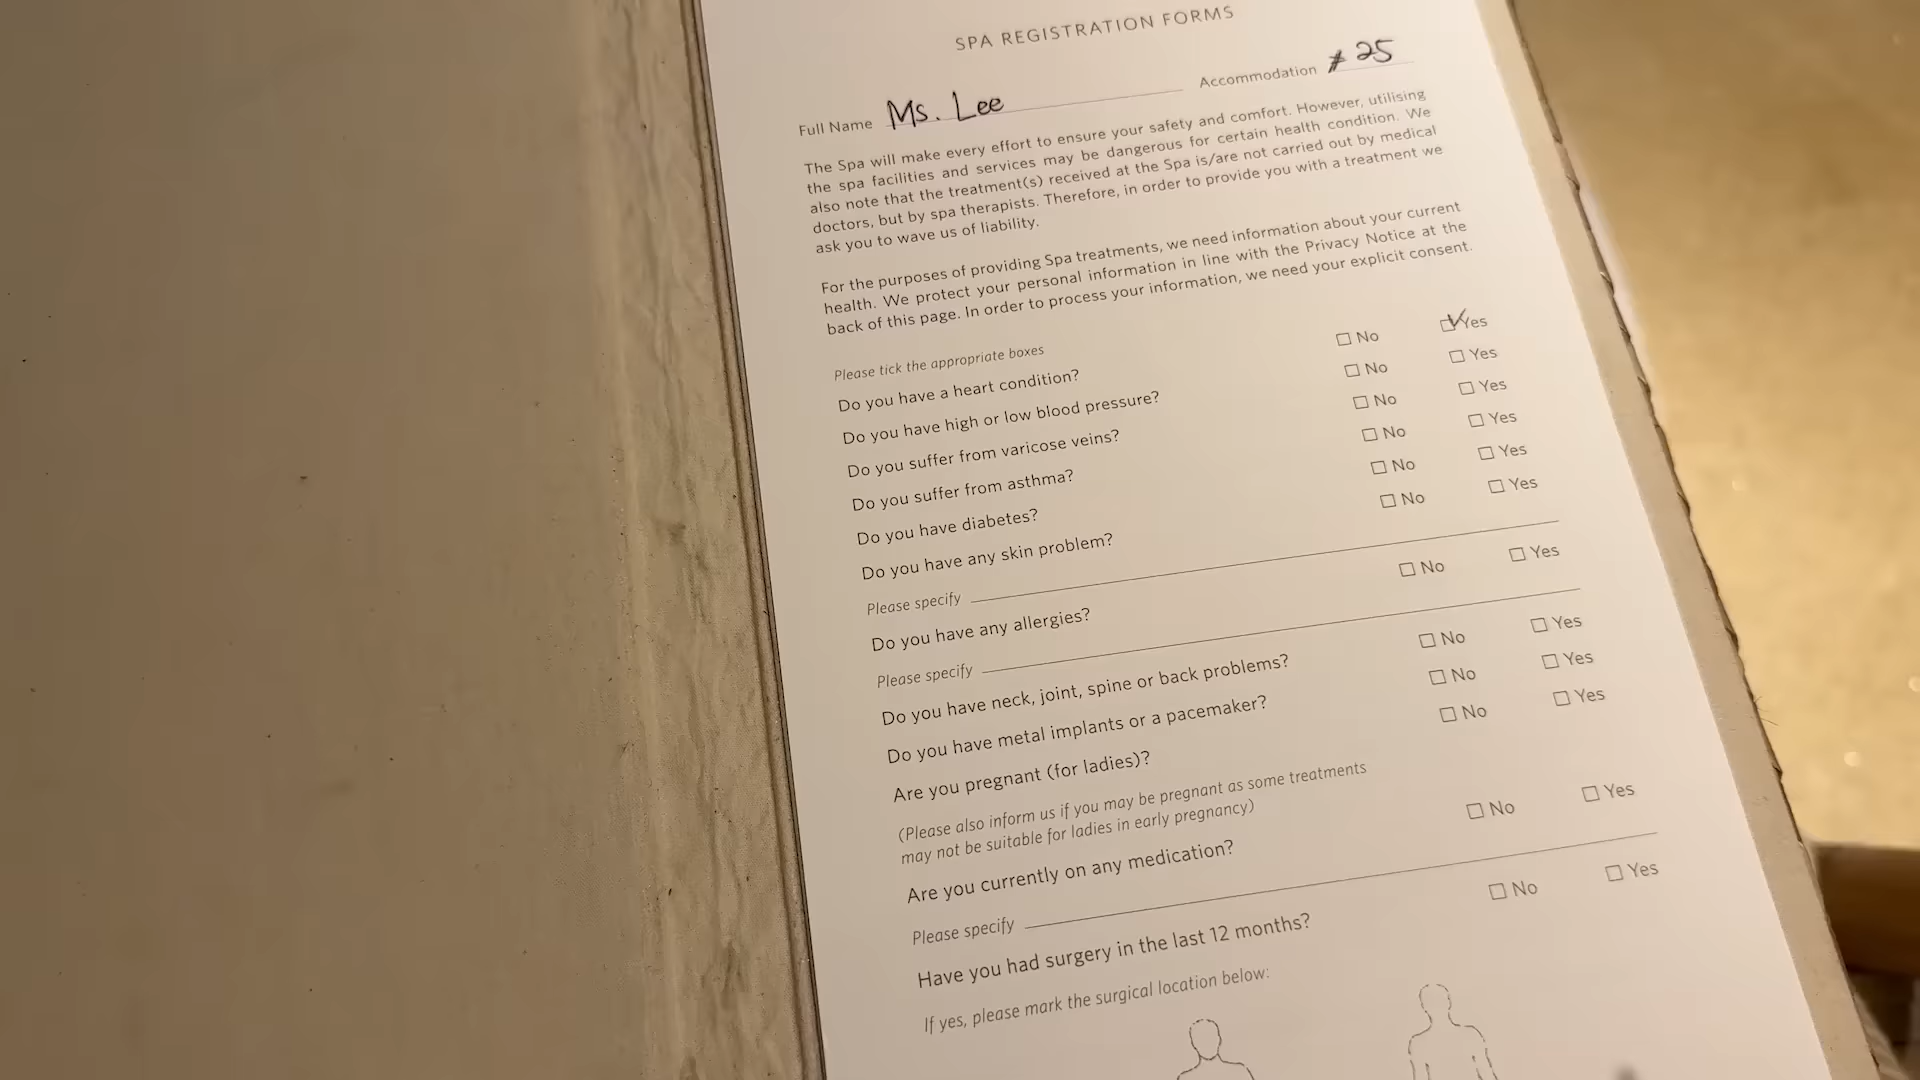 SPA REGISTRATION FORMS
Full Name Ms. Lee Accommodation # 25
The Spa will make every effort to ensure your safety and comfort. However, utilising
the spa facilities and services may be dangerous for certain health condition. We
also note that the treatment(s) received at the Spa is/are not carried out by medical
doctors, but by spa therapists. Therefore, in order to provide you with a treatment we
ask you to wave us of liability.
For the purposes of providing Spa treatments, we need information about your current
health. We protect your personal information in line with the Privacy Notice at the
back of this page. In order to process your information, we need your explicit consent.
Please tick the appropriate boxes
Do you have a heart condition? No Yes
Do you have high or low blood pressure? No Yes
Do you suffer from varicose veins? No Yes
Do you suffer from asthma? No Yes
Do you have diabetes? No Yes
Do you have any skin problem? No Yes
Please specify
Do you have any allergies? No Yes
Please specify
Do you have neck, joint, spine or back problems? No Yes
Do you have metal implants or a pacemaker? No Yes
Are you pregnant (for ladies)? No Yes
(Please also inform us if you may be pregnant as some treatments
may not be suitable for ladies in early pregnancy)
Are you currently on any medication? No Yes
Please specify
Have you had surgery in the last 12 months? No Yes
If yes, please mark the surgical location below: